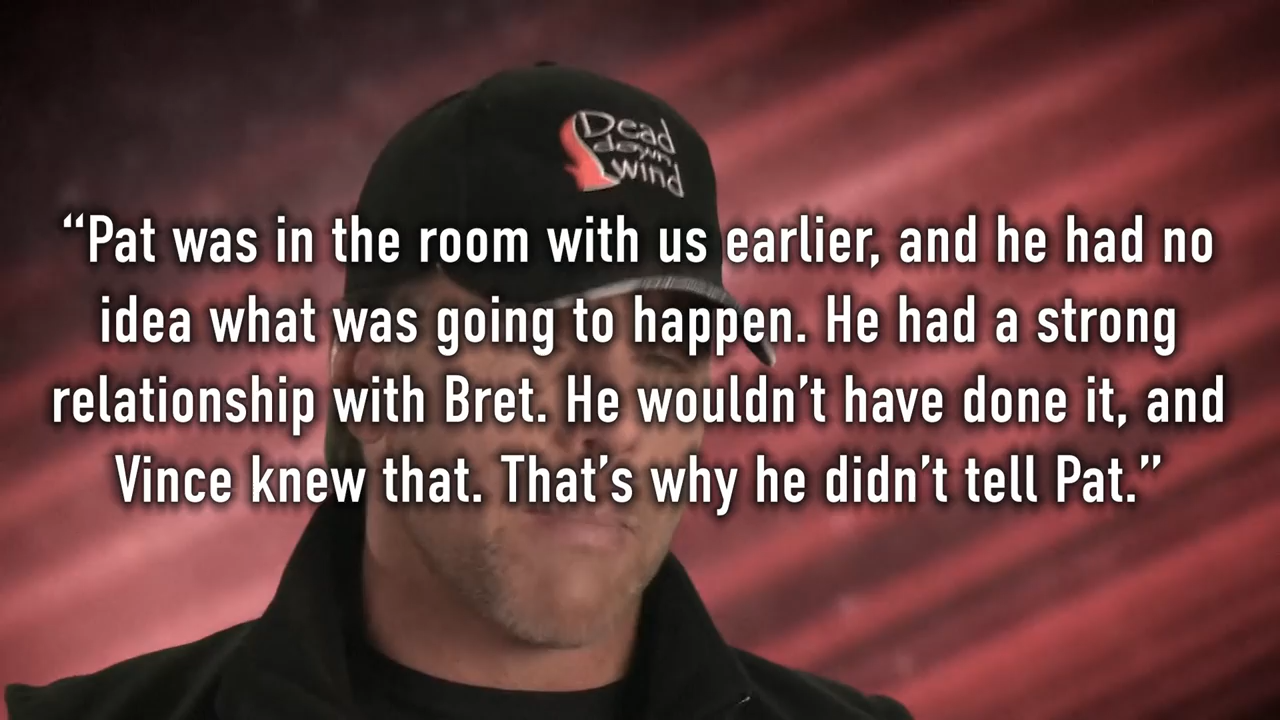 Dead
down
wind
“Pat was in the room with us earlier, and he had no
idea what was going to happen. He had a strong
relationship with Bret. He wouldn’t have done it, and
Vince knew that. That’s why he didn’t tell Pat.”